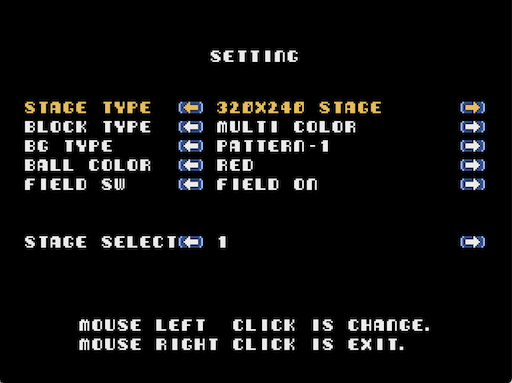 SETTING
STAGE TYPE 320X240 STAGE
BLOCK TYPE MULTI COLOR
BG TYPE PATTERN-1
BALL COLOR RED
FIELD SW FIELD ON
STAGE SELECT 1
MOUSE LEFT CLICK IS CHANGE.
MOUSE RIGHT CLICK IS EXIT.